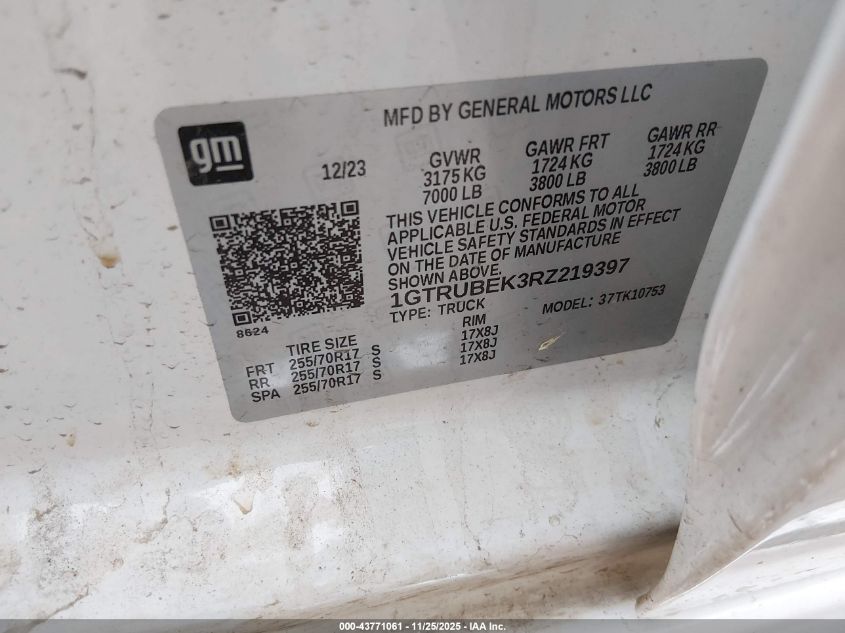 MFD BY GENERAL MOTORS LLC
gm
12/23
GVWR GAWR FRT GAWR RR
3175 KG 1724 KG 1724 KG
7000 LB 3800 LB 3800 LB
THIS VEHICLE CONFORMS TO ALL
APPLICABLE U.S. FEDERAL MOTOR
VEHICLE SAFETY STANDARDS IN EFFECT
ON THE DATE OF MANUFACTURE
SHOWN ABOVE.
1GTRUBEK3RZ219397
TYPE: TRUCK MODEL: 37TK10753
8624
TIRE SIZE RIM
FRT 255/70R17 S 17X8J
RR 255/70R17 S 17X8J
SPA 255/70R17 S 17X8J
000-43771061 - 11/25/2025 - IAA Inc.